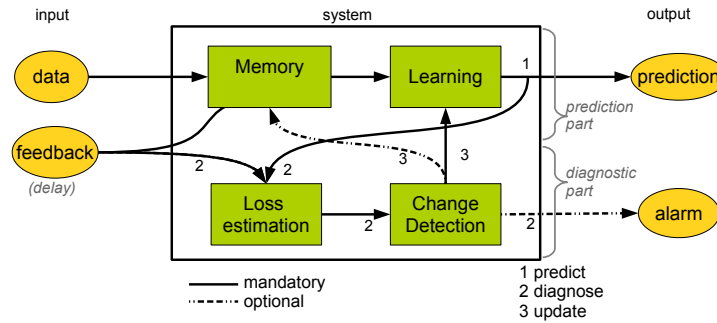 input
system
output
data
Memory
Learning
1
prediction
prediction
part
feedback
(delay)
2
2
3
3
diagnostic
part
Loss
estimation
2
Change
Detection
2
alarm
mandatory
optional
1 predict
2 diagnose
3 update